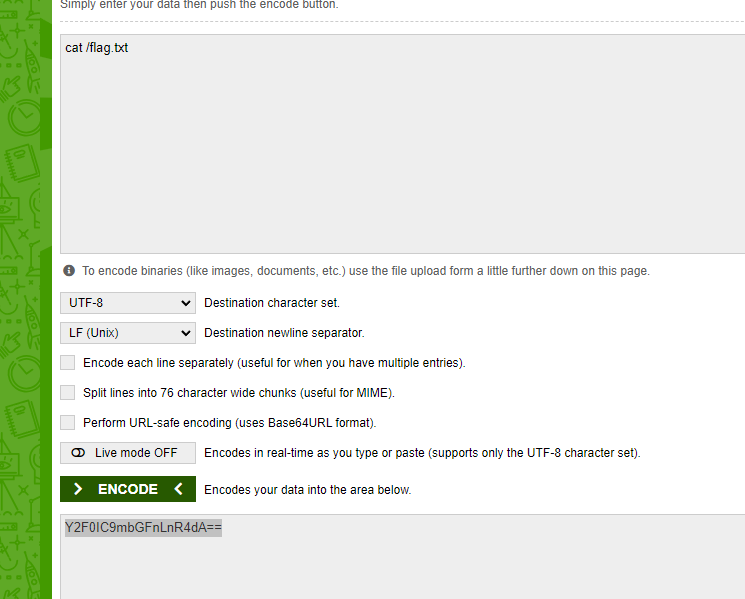 Simply enter your data then push the encode button.
cat /flag.txt
To encode binaries (like images, documents, etc.) use the file upload form a little further down on this page.
UTF-8 Destination character set.
LF (Unix) Destination newline separator.
Encode each line separately (useful for when you have multiple entries).
Split lines into 76 character wide chunks (useful for MIME).
Perform URL-safe encoding (uses Base64URL format).
Live mode OFF Encodes in real-time as you type or paste (supports only the UTF-8 character set).
ENCODE Encodes your data into the area below.
Y2F0IC9mbGFnLnR4dA==